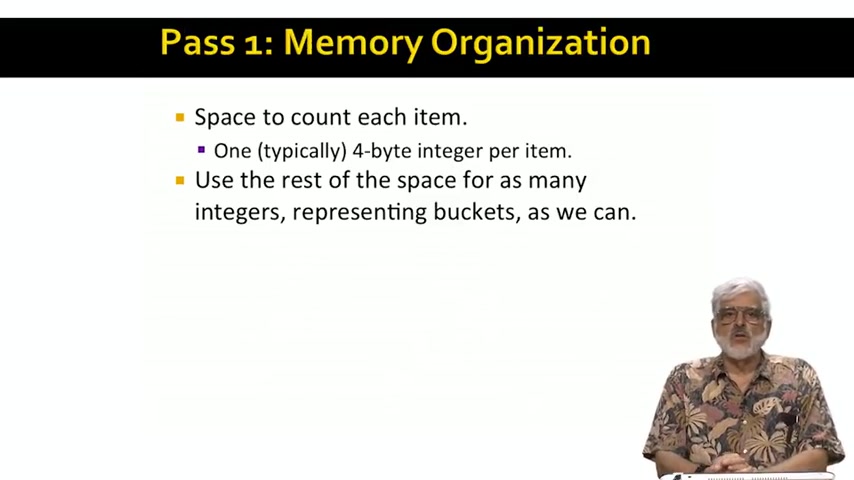 Pass 1: Memory Organization
Space to count each item.
One (typically) 4-byte integer per item.
Use the rest of the space for as many
integers, representing buckets, as we can.